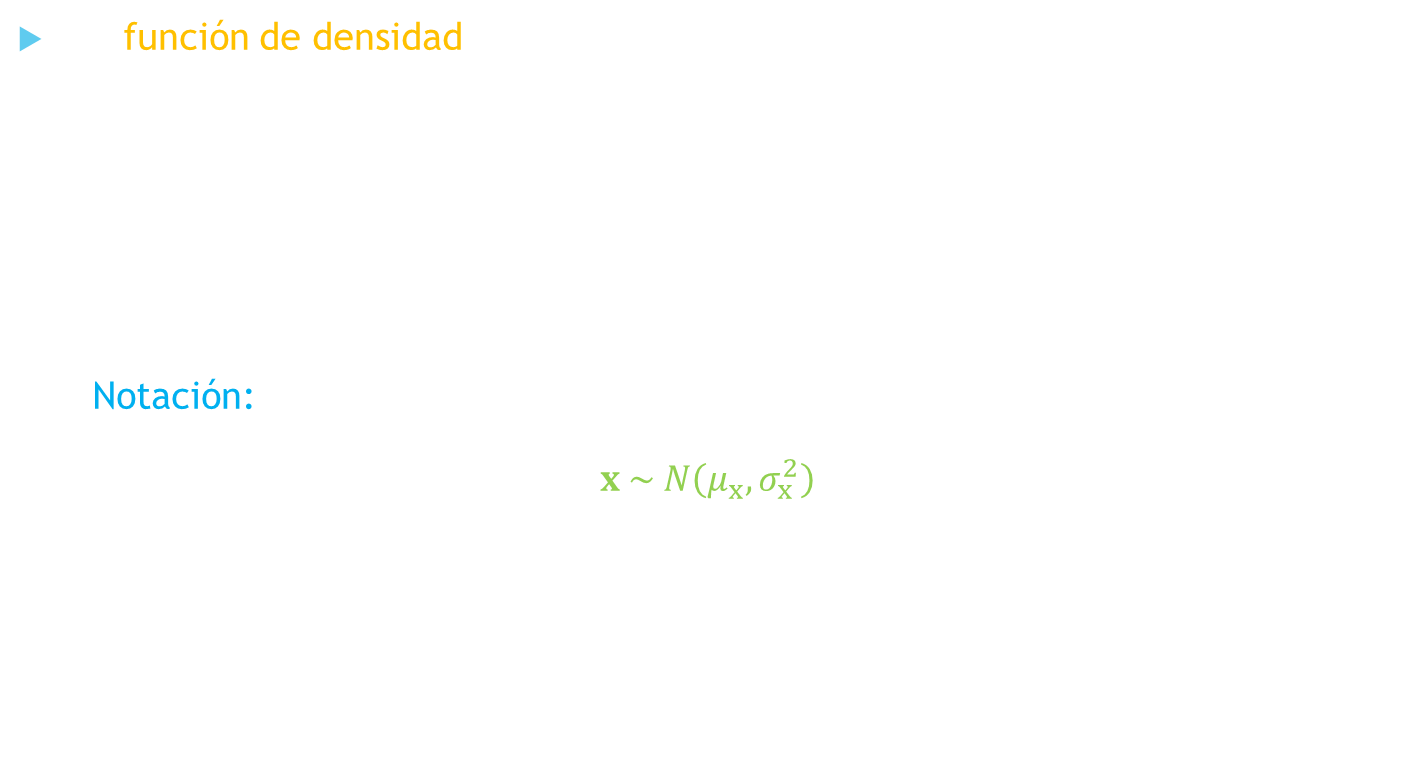 función de densidad
Notación:
𝐱 ~ 𝑁(𝜇ₓ, 𝜎ₓ²)